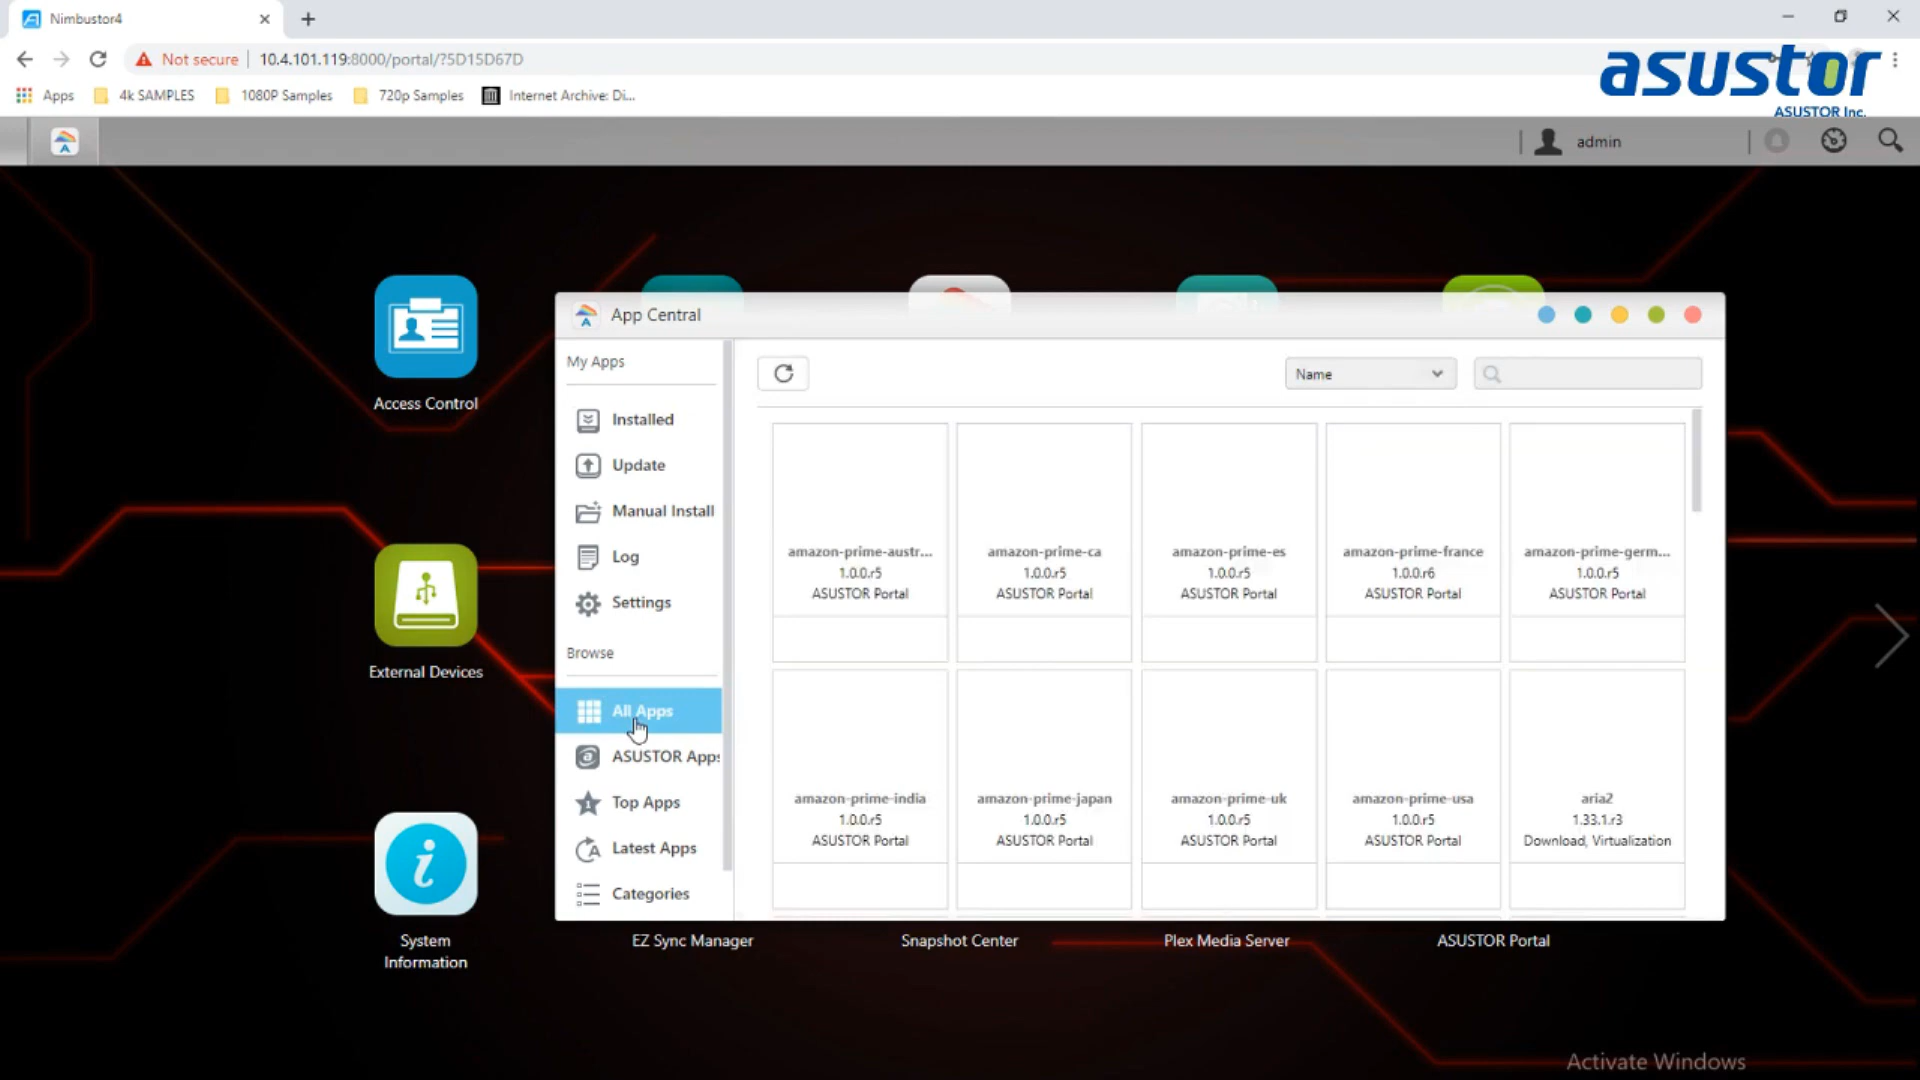 Nimbustor4
Not secure
10.4.101.119:8000/portal/?5D15D67D
Apps
4k SAMPLES
1080P Samples
720p Samples
Internet Archive: Di...
asustor
ASUSTOR Inc.
admin
Access Control
External Devices
System
Information
App Central
My Apps
Installed
Update
Manual Install
Log
Settings
Browse
All Apps
ASUSTOR Apps
Top Apps
Latest Apps
Categories
Name
amazon-prime-austr...
1.0.0.r5
ASUSTOR Portal
amazon-prime-ca
1.0.0.r5
ASUSTOR Portal
amazon-prime-es
1.0.0.r5
ASUSTOR Portal
amazon-prime-france
1.0.0.r6
ASUSTOR Portal
amazon-prime-germ...
1.0.0.r5
ASUSTOR Portal
amazon-prime-india
1.0.0.r5
ASUSTOR Portal
amazon-prime-japan
1.0.0.r5
ASUSTOR Portal
amazon-prime-uk
1.0.0.r5
ASUSTOR Portal
amazon-prime-usa
1.0.0.r5
ASUSTOR Portal
aria2
1.33.1.r3
Download, Virtualization
EZ Sync Manager
Snapshot Center
Plex Media Server
ASUSTOR Portal
Activate Windows